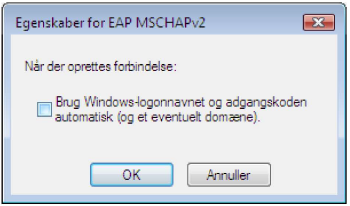 Egenskaber for EAP MSCHAPv2
Når der oprettes forbindelse:
Brug Windows-logonnavnet og adgangskoden
automatisk (og et eventuelt domæne).
OK
Annuller